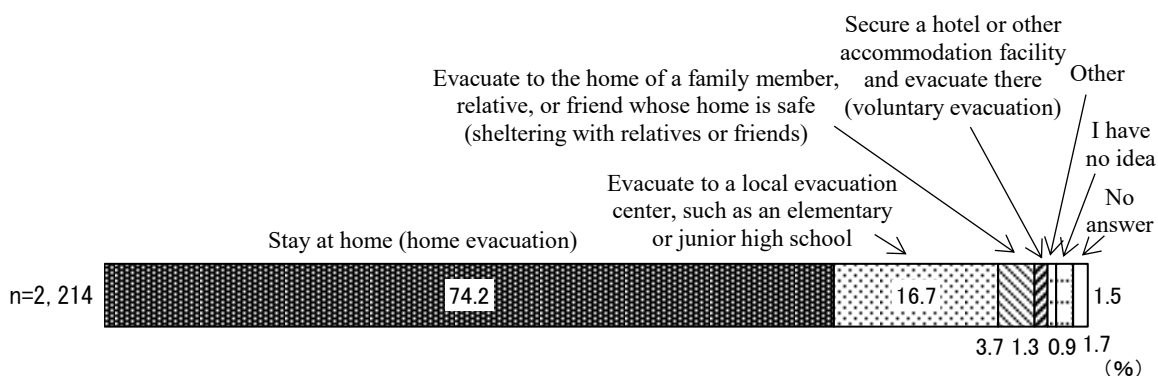 Secure a hotel or other
accommodation facility
and evacuate there
(voluntary evacuation)
Other
Evacuate to the home of a family member,
relative, or friend whose home is safe
(sheltering with relatives or friends)
I have
no idea
Evacuate to a local evacuation
center, such as an elementary
or junior high school
No
answer
Stay at home (home evacuation)
n=2, 214
74.2
16.7
1.5
3.7
1.3
0.9
1.7
(%)